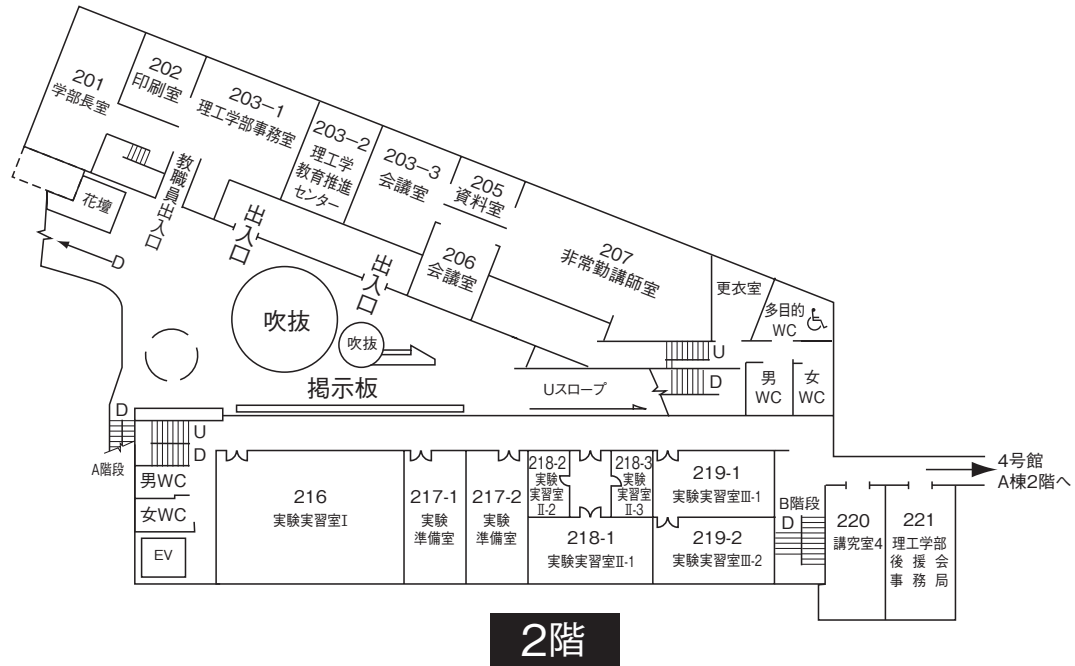 201
学部長室
202
印刷室
203−1
理工学部事務室
203−2
理工学
教育推進
センター
203−3
会議室
205
資料室
206
会議室
207
非常勤講師室
更衣室
多目的
WC
花壇
D
教職員出入口
出入口
出入口
吹抜
吹抜
掲示板
Uスロープ
U
D
男
WC
女
WC
D
A階段
U
D
男WC
女WC
EV
216
実験実習室I
217-1
実験
準備室
217-2
実験
準備室
218-2
実験
実習室
II-2
218-3
実験
実習室
II-3
218-1
実験実習室II-1
219-1
実験実習室III-1
219-2
実験実習室III-2
B階段
D
220
講究室4
221
理工学部
後援会
事務局
4号館
A棟2階へ
2階